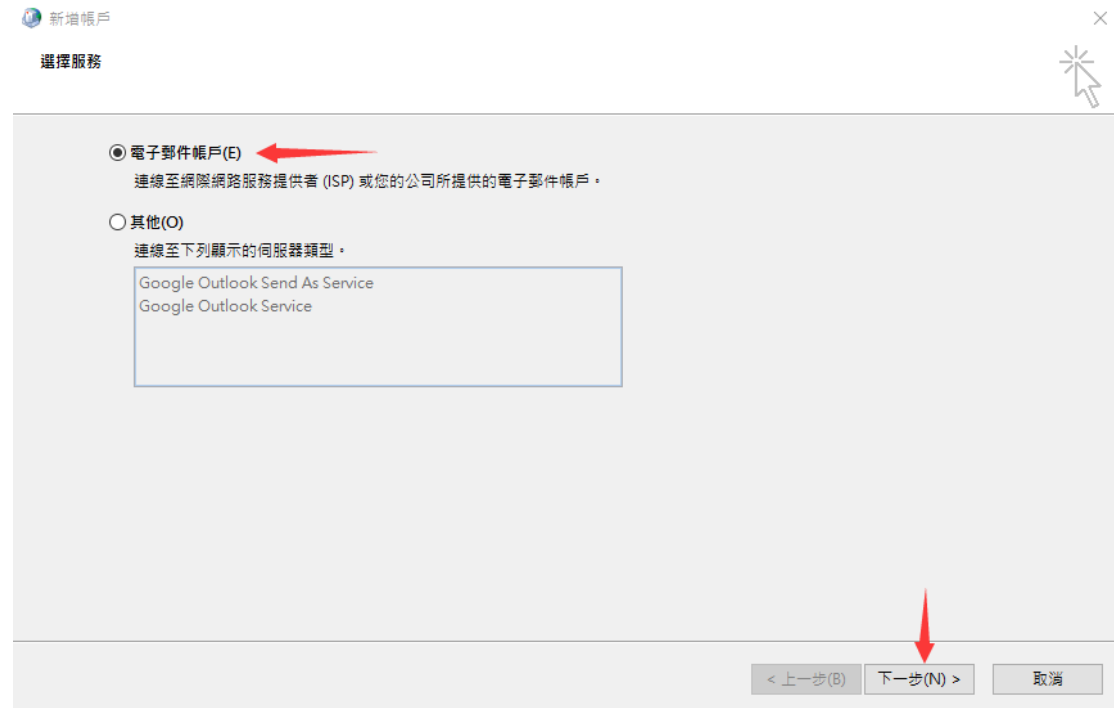 新增帳戶
選擇服務
電子郵件帳戶(E)
連線至網際網路服務提供者 (ISP) 或您的公司所提供的電子郵件帳戶。
其他(O)
連線至下列顯示的伺服器類型。
Google Outlook Send As Service
Google Outlook Service
< 上一步(B) 下一步(N) > 取消